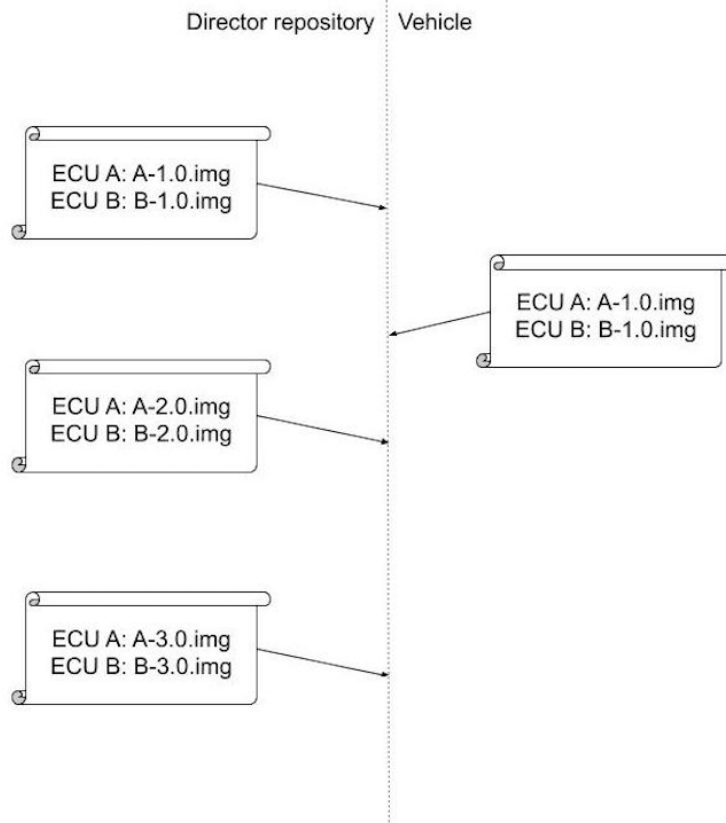 Director repository
Vehicle
ECU A: A-1.0.img
ECU B: B-1.0.img
ECU A: A-1.0.img
ECU B: B-1.0.img
ECU A: A-2.0.img
ECU B: B-2.0.img
ECU A: A-3.0.img
ECU B: B-3.0.img